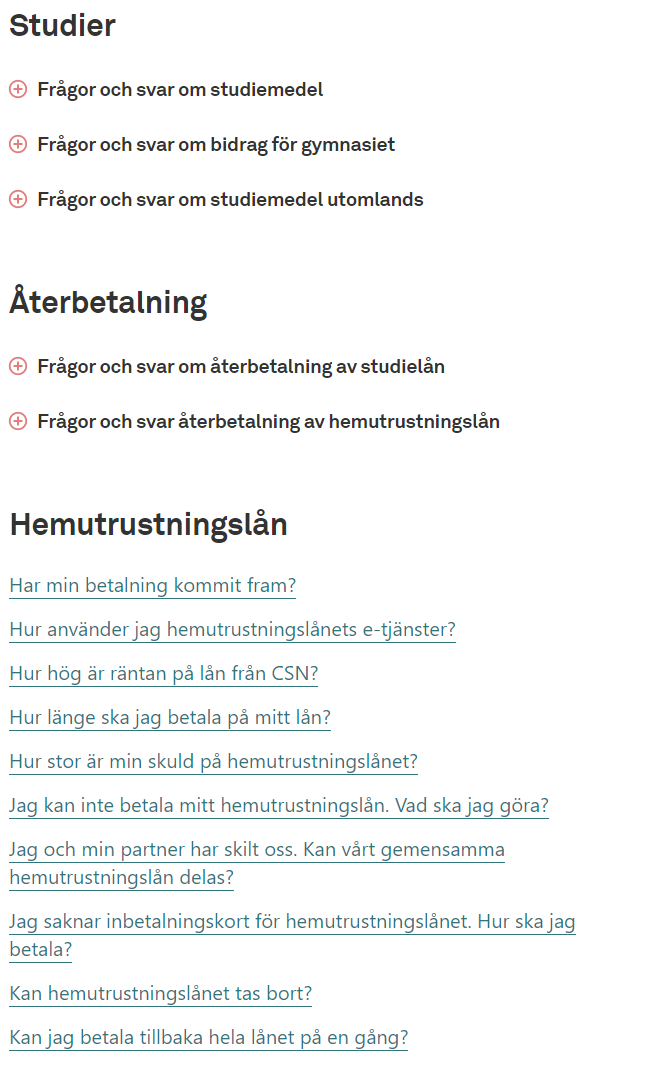 Studier
Frågor och svar om studiemedel
Frågor och svar om bidrag för gymnasiet
Frågor och svar om studiemedel utomlands
Återbetalning
Frågor och svar om återbetalning av studielån
Frågor och svar återbetalning av hemutrustningslån
Hemutrustningslån
Har min betalning kommit fram?
Hur använder jag hemutrustningslånets e-tjänster?
Hur hög är räntan på lån från CSN?
Hur länge ska jag betala på mitt lån?
Hur stor är min skuld på hemutrustningslånet?
Jag kan inte betala mitt hemutrustningslån. Vad ska jag göra?
Jag och min partner har skilt oss. Kan vårt gemensamma
hemutrustningslån delas?
Jag saknar inbetalningskort för hemutrustningslånet. Hur ska jag
betala?
Kan hemutrustningslånet tas bort?
Kan jag betala tillbaka hela lånet på en gång?